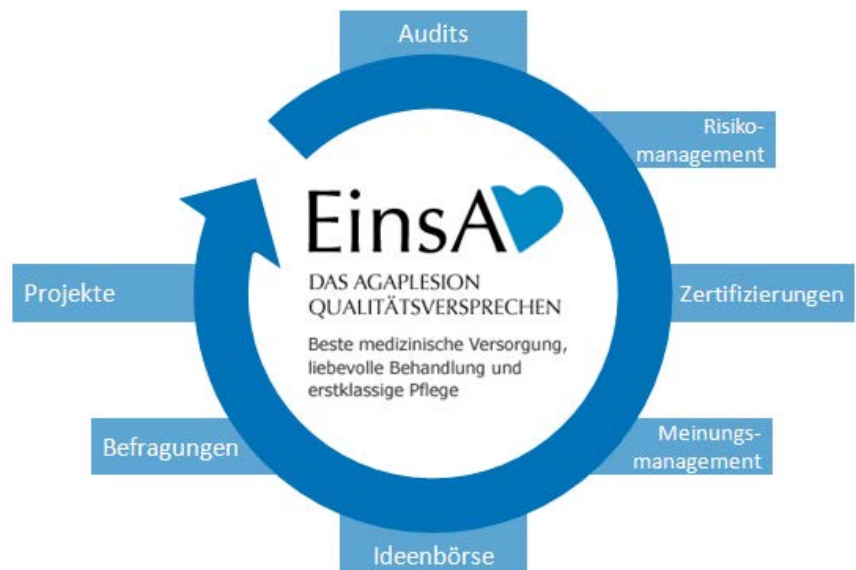 Audits
Risiko-
management
Zertifizierungen
Meinungs-
management
Ideenbörse
Befragungen
Projekte
EinsA
DAS AGAPLESION
QUALITÄTSVERSPRECHEN
Beste medizinische Versorgung,
liebevolle Behandlung und
erstklassige Pflege